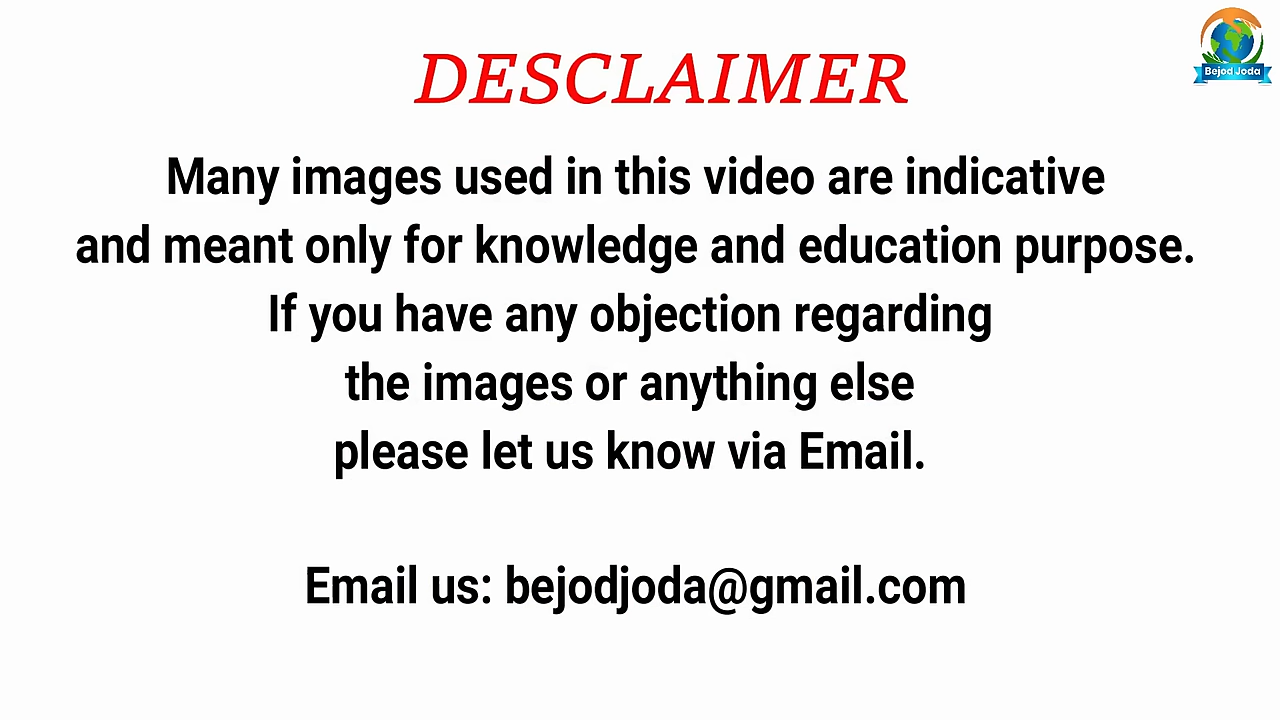 DESCLAIMER
Bejod Joda
Many images used in this video are indicative
and meant only for knowledge and education purpose.
If you have any objection regarding
the images or anything else
please let us know via Email.
Email us: bejodjoda@gmail.com